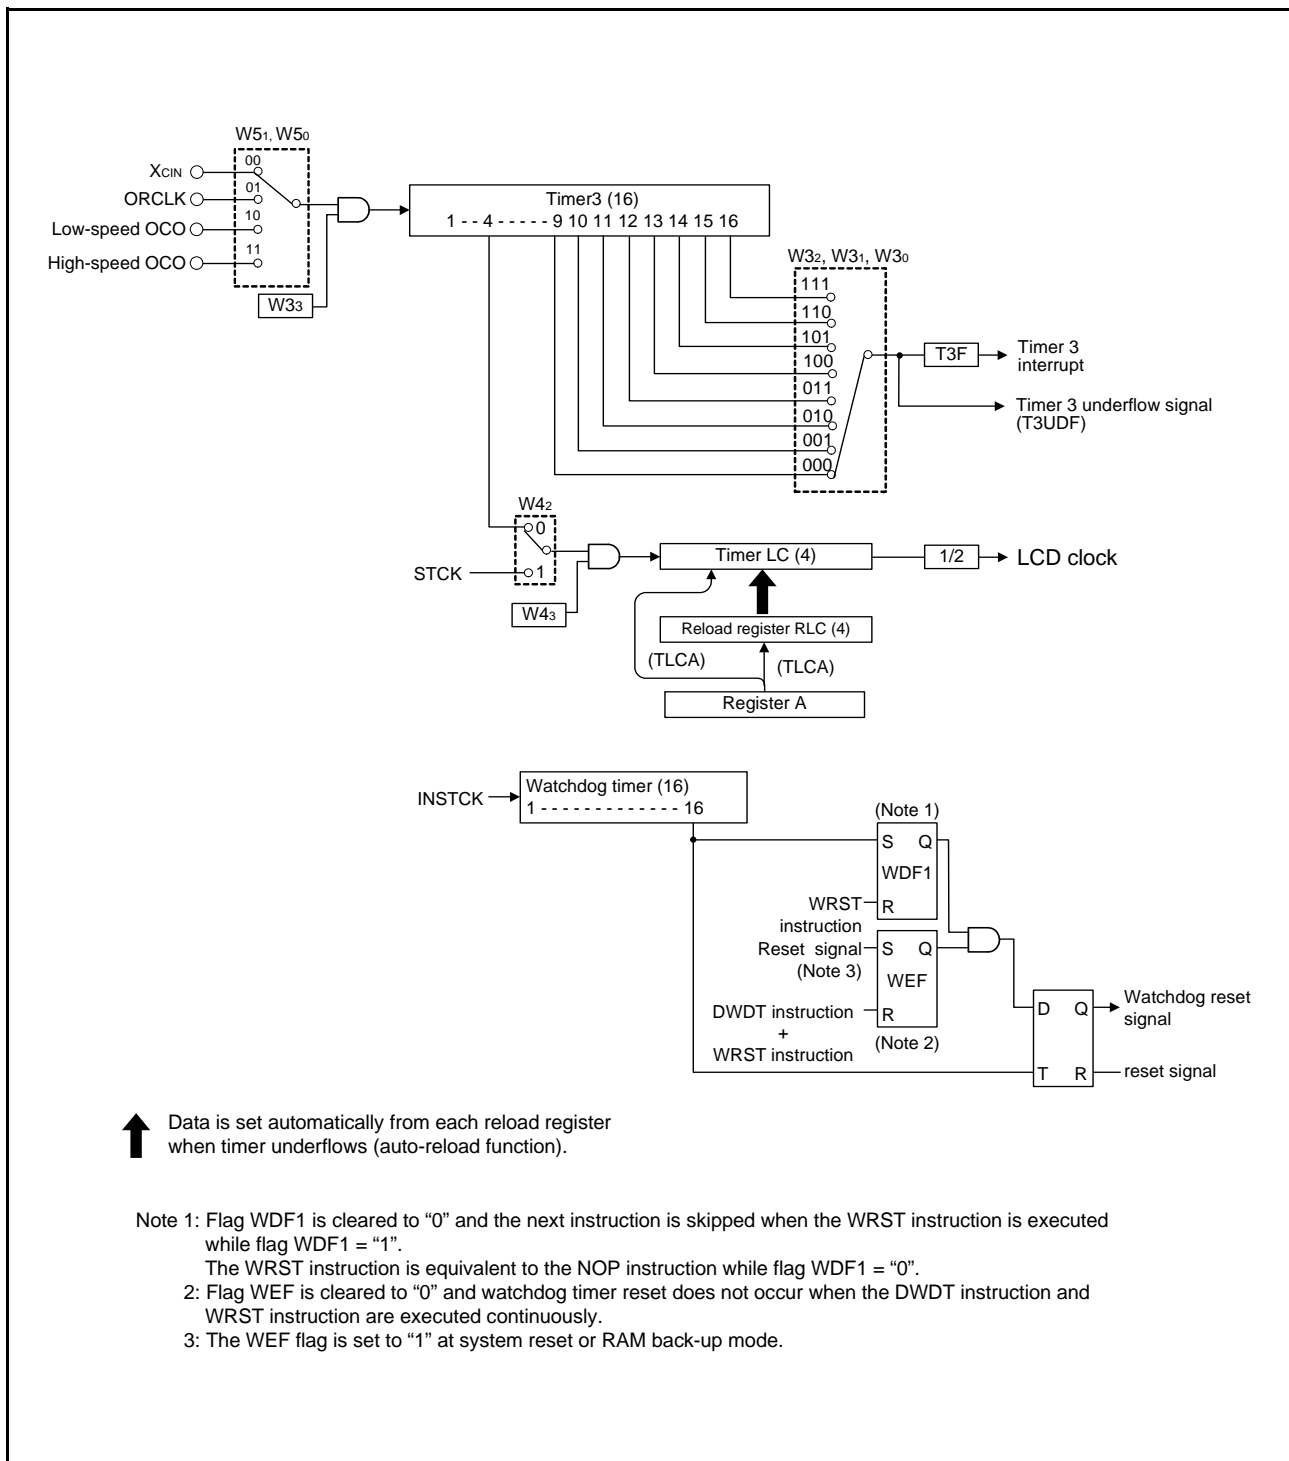 W51, W50
XCIN
00
ORCLK
01
Low-speed OCO
10
High-speed OCO
11
W33
Timer3 (16)
1 - - 4 - - - - - 9 10 11 12 13 14 15 16
W32, W31, W30
111
110
101
100
011
010
001
000
T3F
Timer 3
interrupt
Timer 3 underflow signal
(T3UDF)
W42
0
STCK
1
W43
Timer LC (4)
1/2
LCD clock
Reload register RLC (4)
(TLCA)
(TLCA)
Register A
INSTCK
Watchdog timer (16)
1 - - - - - - - - - - - - - 16
(Note 1)
S Q
WDF1
R
WRST
instruction
Reset signal
(Note 3)
S Q
WEF
R
DWDT instruction
+
WRST instruction
(Note 2)
D Q
T R
Watchdog reset
signal
reset signal
Data is set automatically from each reload register
when timer underflows (auto-reload function).
Note 1: Flag WDF1 is cleared to “0” and the next instruction is skipped when the WRST instruction is executed
while flag WDF1 = “1”.
The WRST instruction is equivalent to the NOP instruction while flag WDF1 = “0”.
2: Flag WEF is cleared to “0” and watchdog timer reset does not occur when the DWDT instruction and
WRST instruction are executed continuously.
3: The WEF flag is set to “1” at system reset or RAM back-up mode.